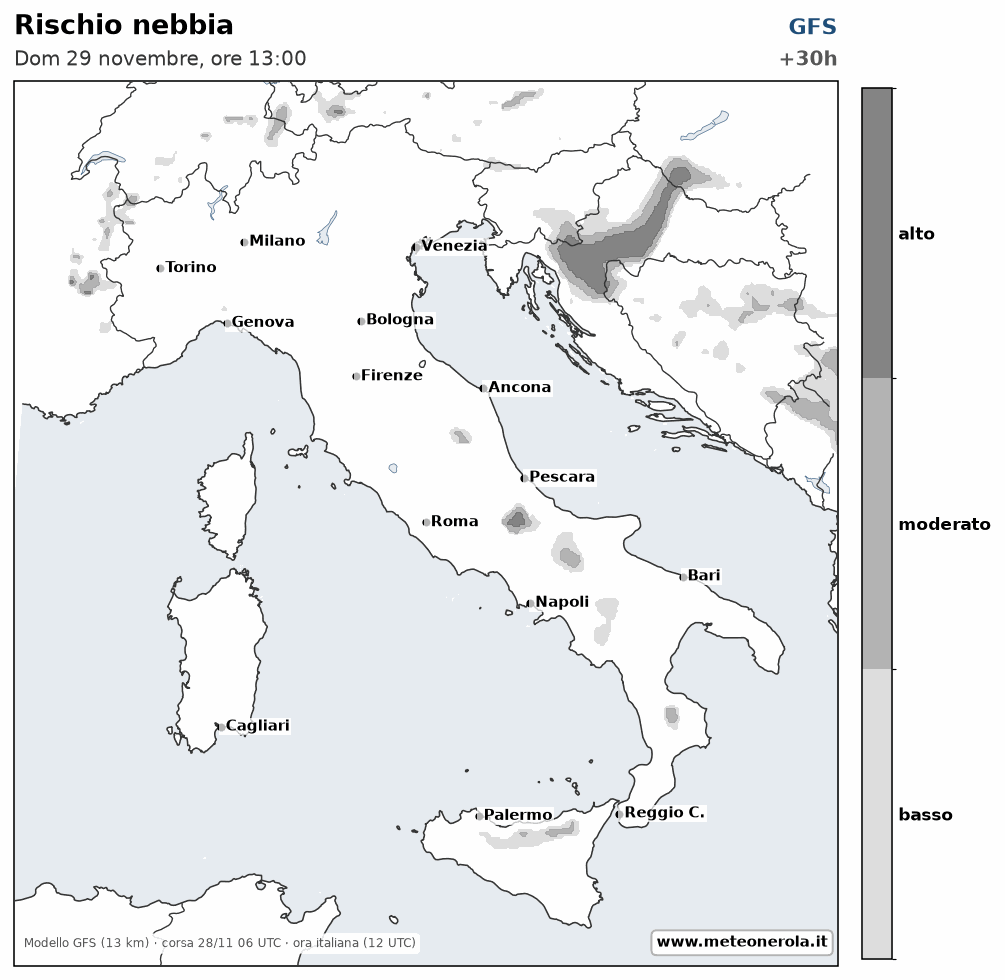 Rischio nebbia
GFS
Dom 29 novembre, ore 13:00
+30h
alto
Milano
Venezia
Torino
Genova
Bologna
Firenze
Ancona
Pescara
Roma
moderato
Bari
Napoli
Cagliari
Palermo
Reggio C.
basso
Modello GFS (13 km) · corsa 28/11 06 UTC · ora italiana (12 UTC)
www.meteonerola.it